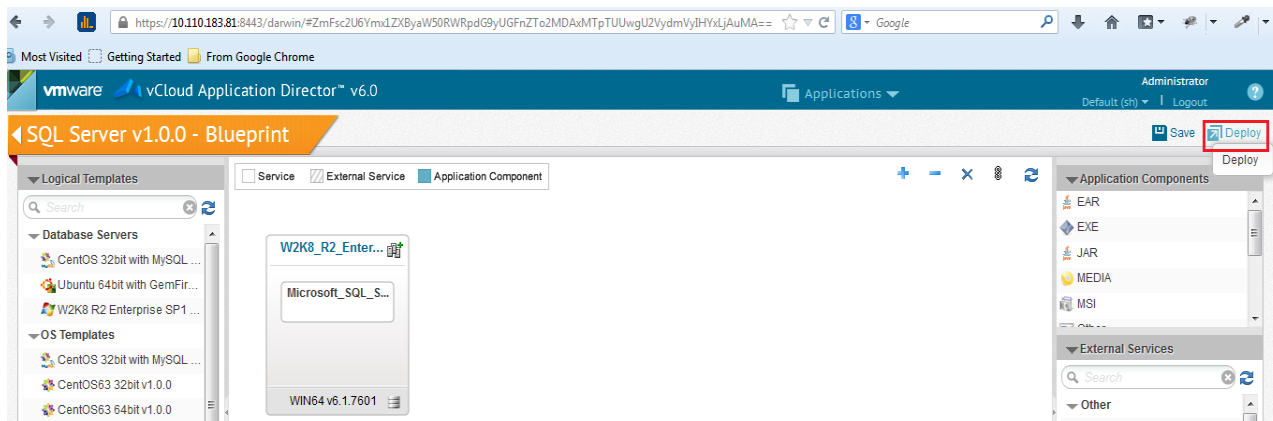 https://10.110.183.81:8443/darwin/#ZmFsc2U6Ymx1ZXByaW50RWRpdG9yUGFnZTo2MDAxMTpTUUwgU2VydmVyIHYxLjAuMA==
Google
Most Visited Getting Started From Google Chrome
vmware vCloud Application Director™ v6.0
Applications
Administrator
Default (sh) | Logout
?
SQL Server v1.0.0 - Blueprint
Save Deploy
Deploy
Logical Templates
Search
Database Servers
CentOS 32bit with MySQL ...
Ubuntu 64bit with GemFir...
W2K8 R2 Enterprise SP1 ...
OS Templates
CentOS 32bit with MySQL ...
CentOS63 32bit v1.0.0
CentOS63 64bit v1.0.0
Service External Service Application Component
W2K8_R2_Enter...
Microsoft_SQL_S...
WIN64 v6.1.7601
Application Components
EAR
EXE
JAR
MEDIA
MSI
Other
External Services
Search
Other